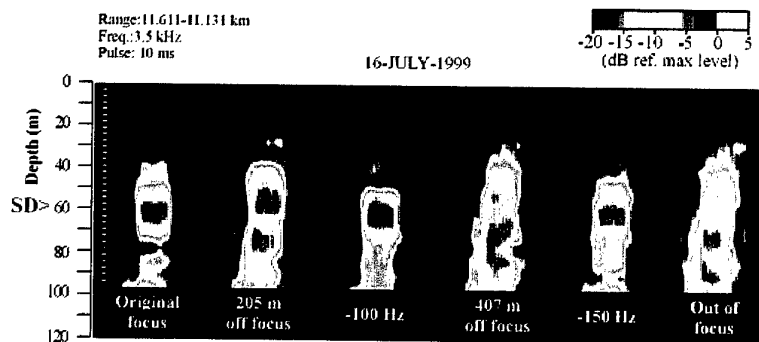 Range:11.611-11.131 km
Freq.:3.5 kHz
Pulse: 10 ms
16-JULY-1999
-20 -15 -10 -5 0 5
(dB ref. max level)
Depth (m)
0
20
40
SD> 60
80
100
120
Original focus
205 m off focus
-100 Hz
407 m off focus
-150 Hz
Out of focus